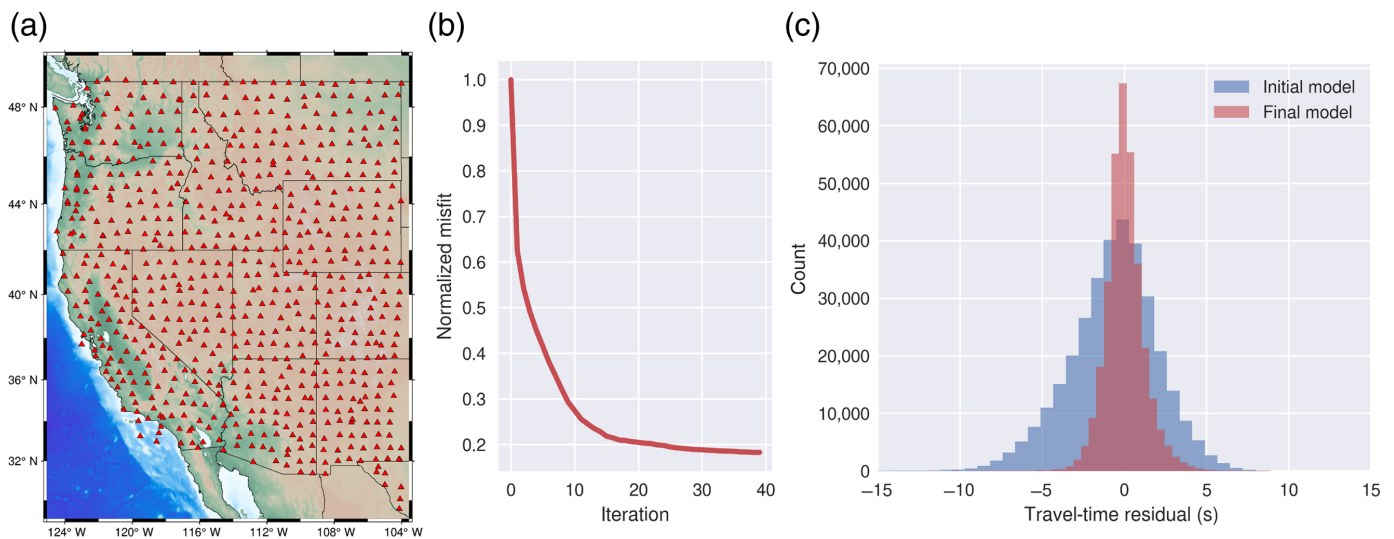 (a)
48° N
44° N
40° N
36° N
32° N
124° W 120° W 116° W 112° W 108° W 104° W
(b)
Normalized misfit
1.0
0.9
0.8
0.7
0.6
0.5
0.4
0.3
0.2
0 10 20 30 40
Iteration
(c)
Count
70,000
60,000
50,000
40,000
30,000
20,000
10,000
0
Initial model
Final model
−15 −10 −5 0 5 10 15
Travel-time residual (s)